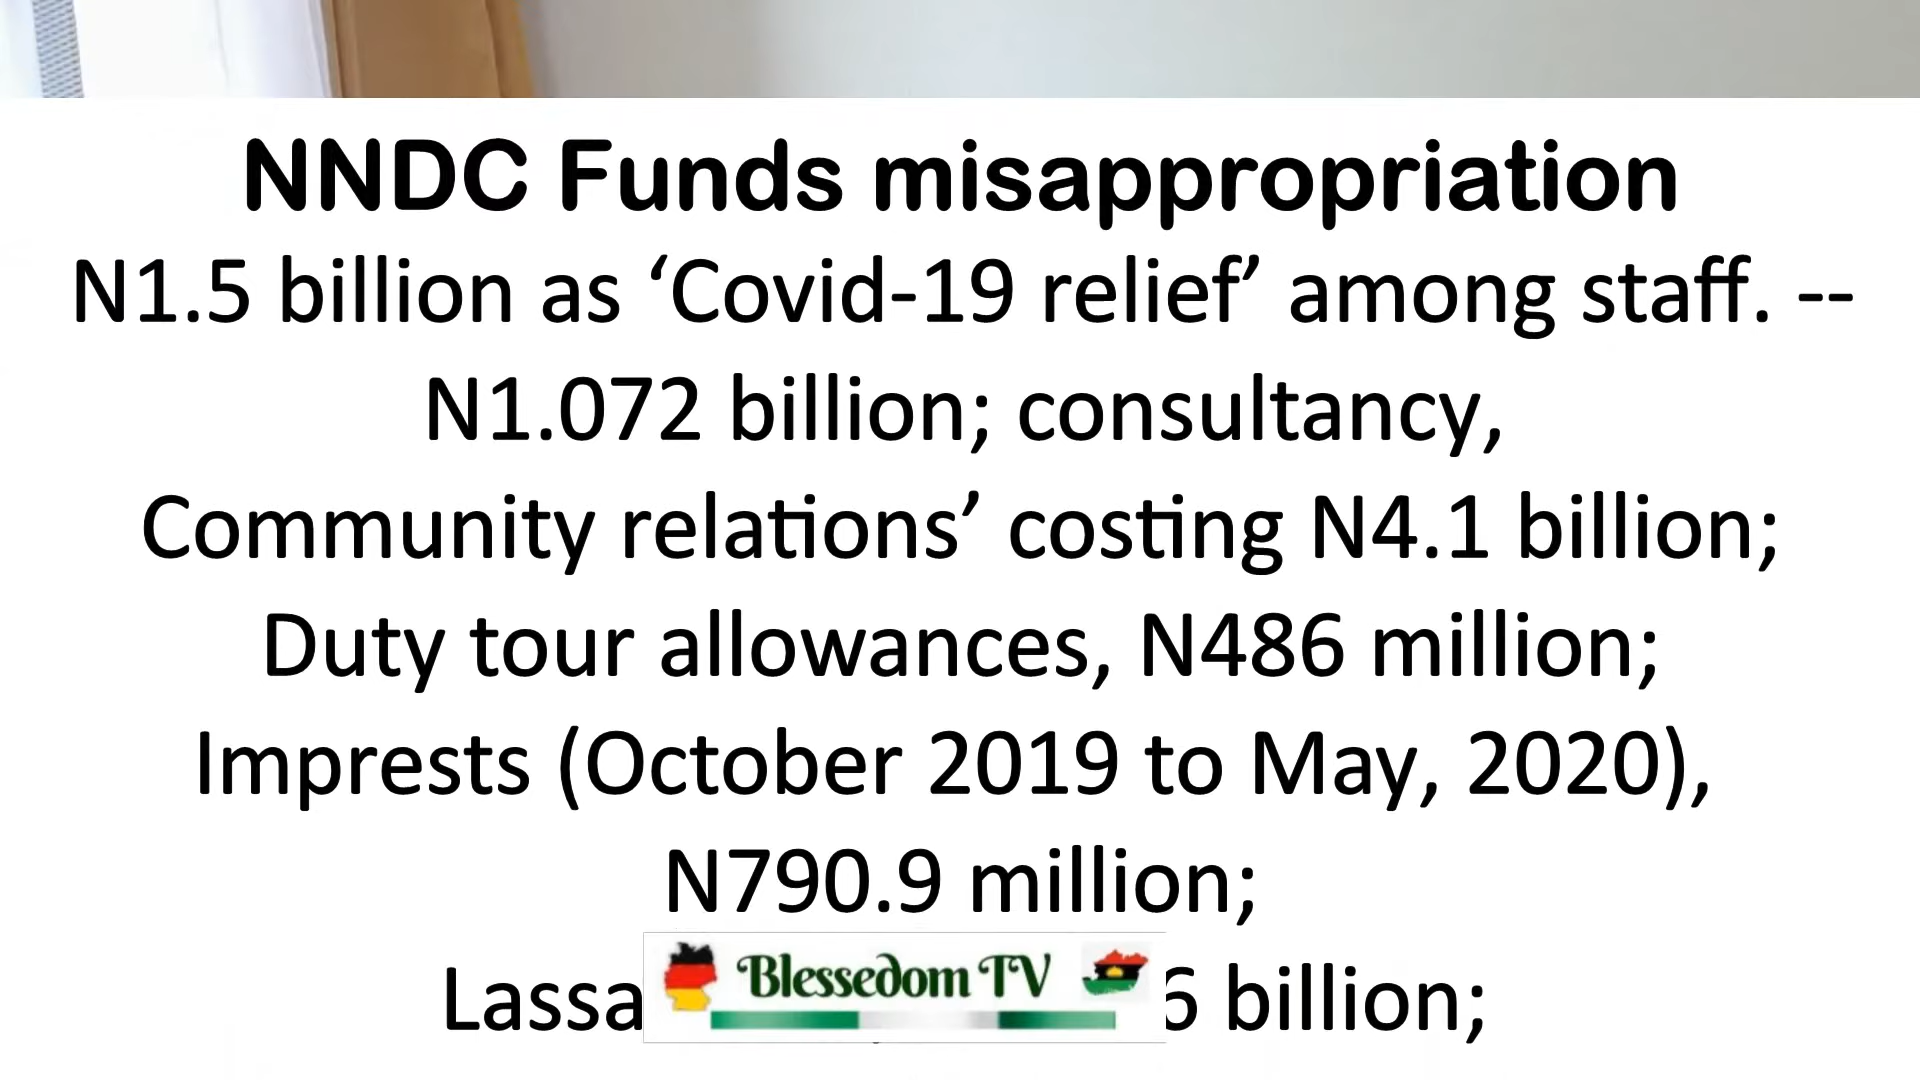 NNDC Funds misappropriation
N1.5 billion as ‘Covid-19 relief’ among staff. --
N1.072 billion; consultancy,
Community relations’ costing N4.1 billion;
Duty tour allowances, N486 million;
Imprests (October 2019 to May, 2020),
N790.9 million;
Lassa billion;
Blessedom TV